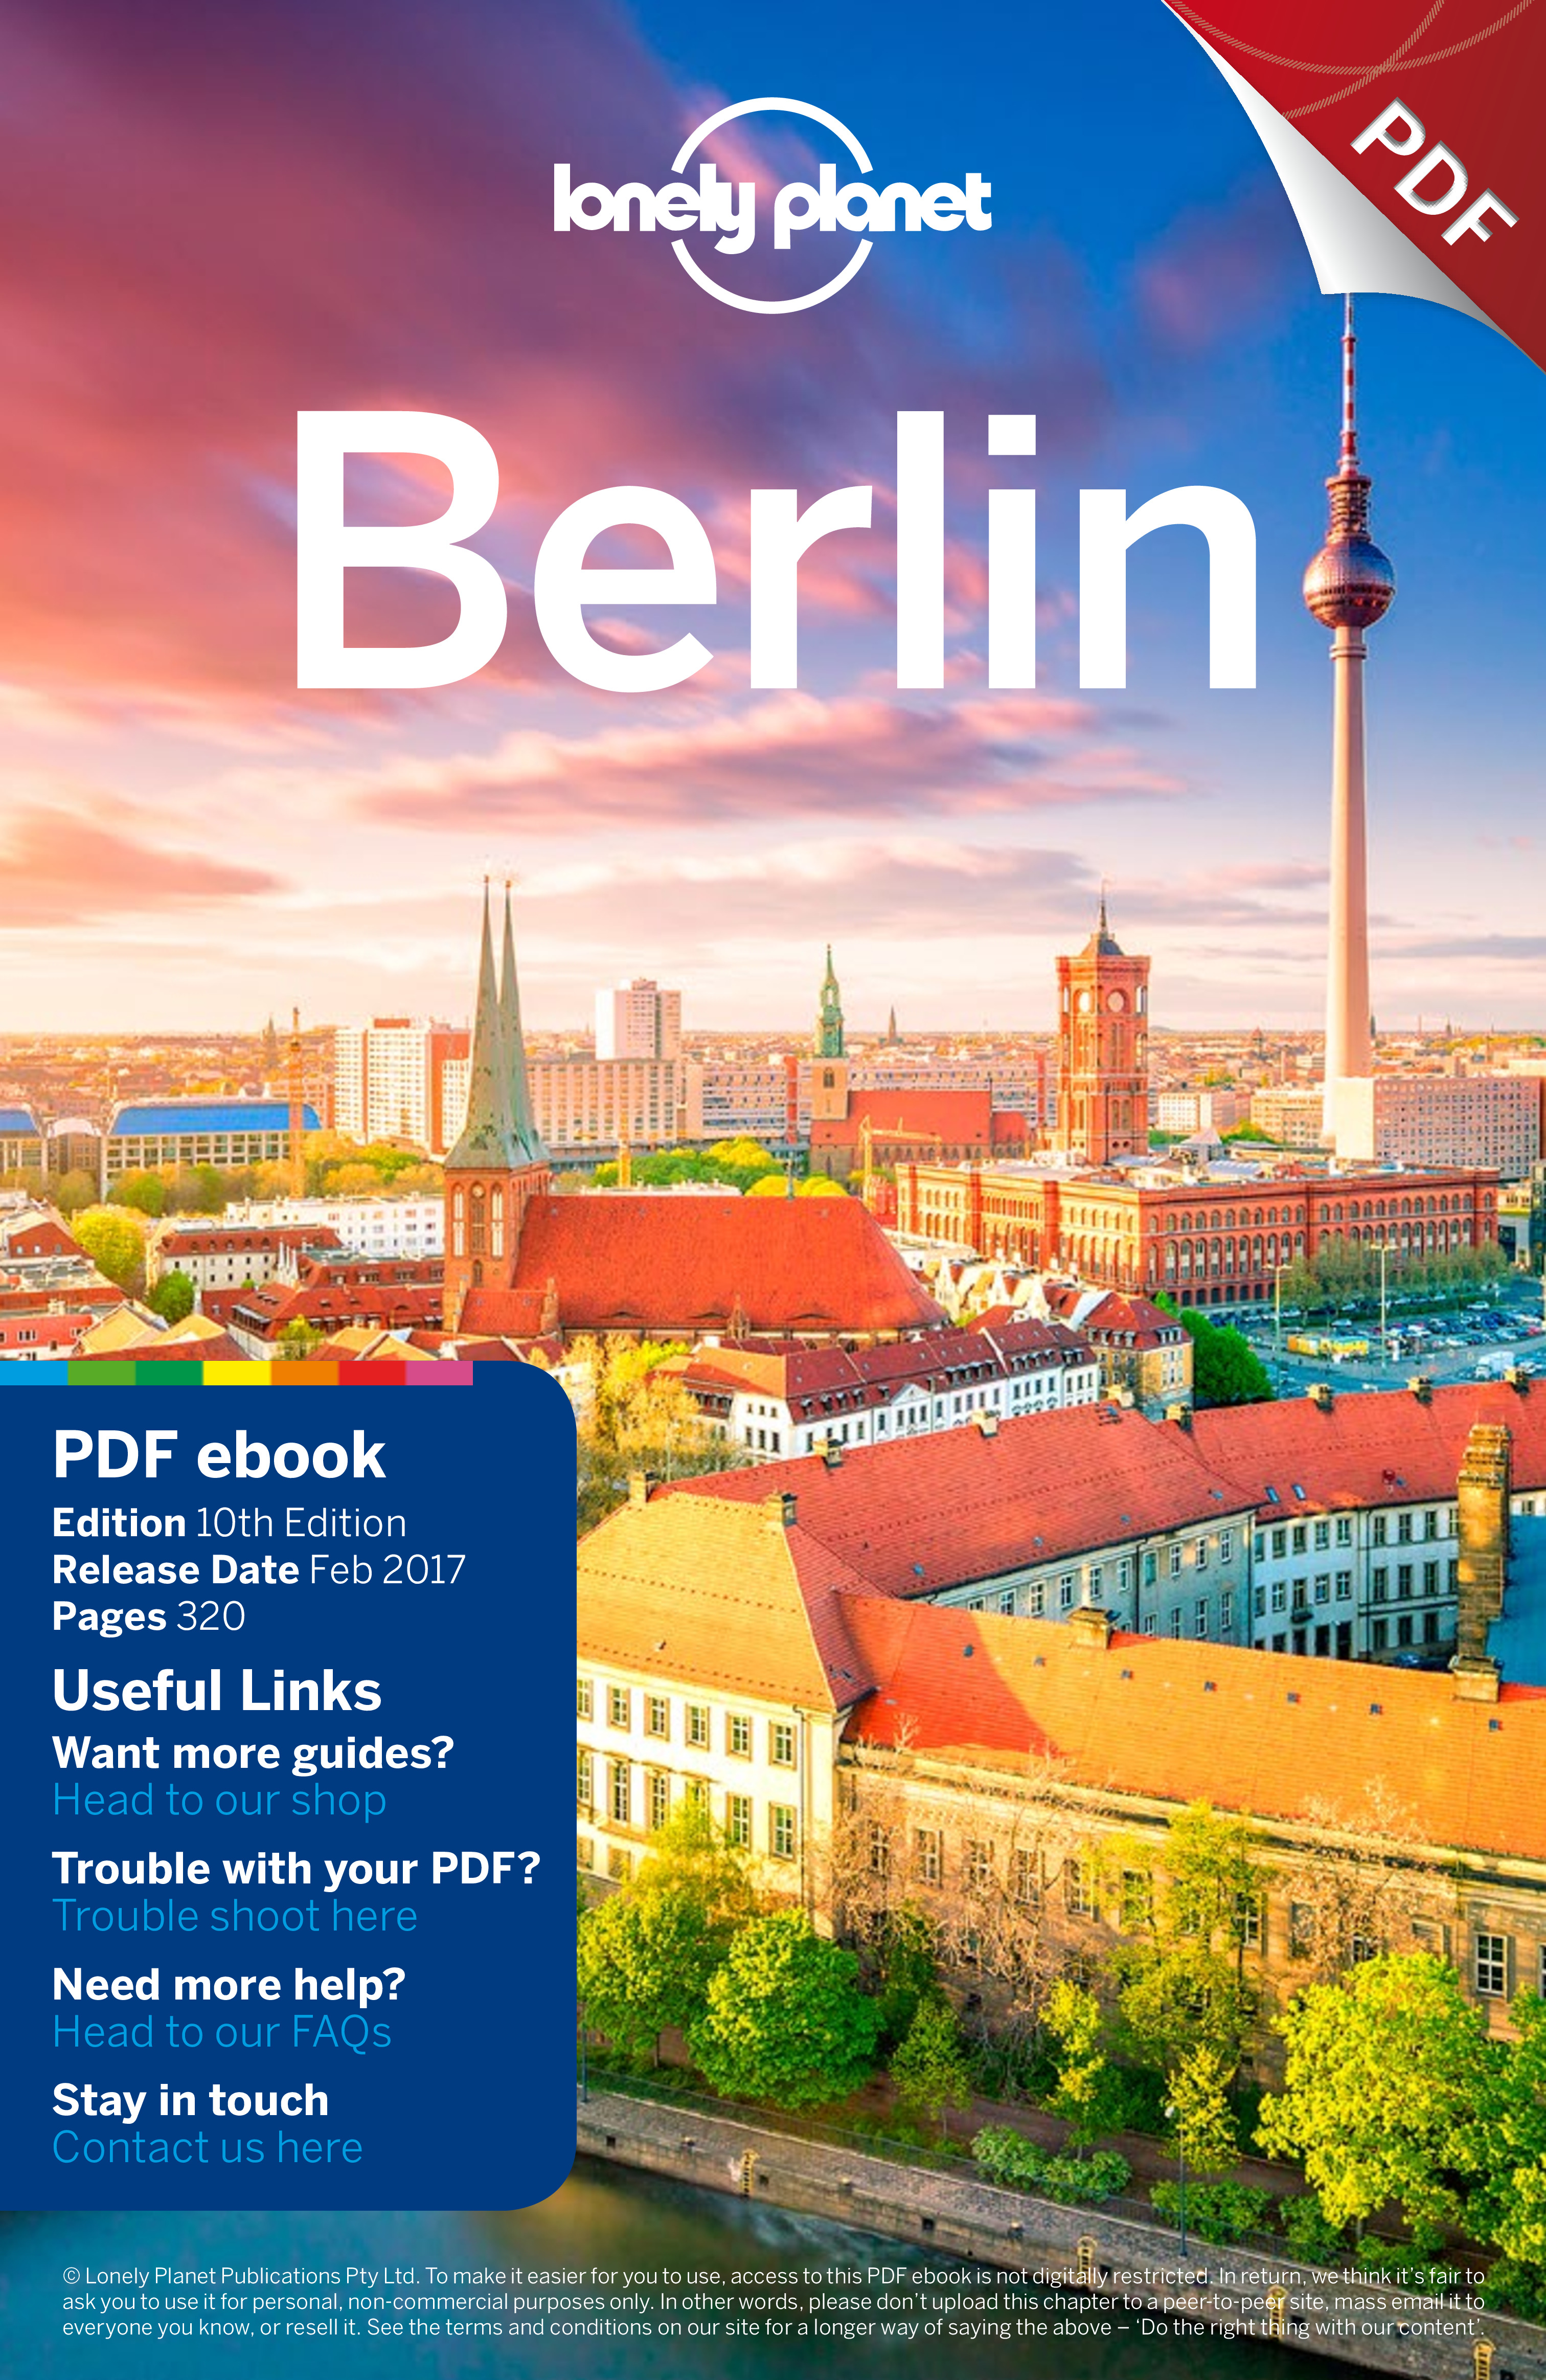 PDF
lonely planet
Berlin
PDF ebook
Edition 10th Edition
Release Date Feb 2017
Pages 320
Useful Links
Want more guides?
Head to our shop
Trouble with your PDF?
Trouble shoot here
Need more help?
Head to our FAQs
Stay in touch
Contact us here
© Lonely Planet Publications Pty Ltd. To make it easier for you to use, access to this PDF ebook is not digitally restricted. In return, we think it’s fair to
ask you to use it for personal, non-commercial purposes only. In other words, please don’t upload this chapter to a peer-to-peer site, mass email it to
everyone you know, or resell it. See the terms and conditions on our site for a longer way of saying the above – ‘Do the right thing with our content’.